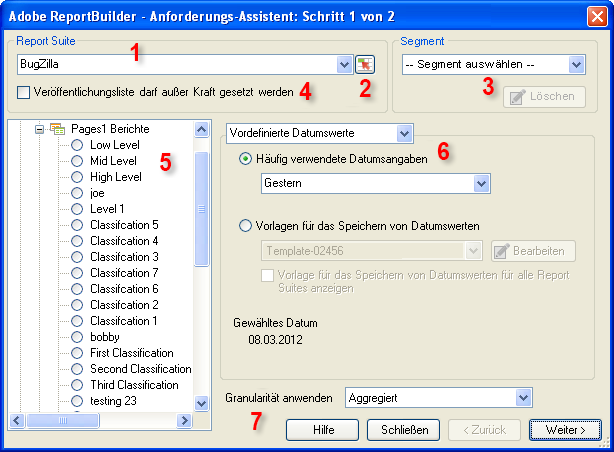 Adobe ReportBuilder - Anforderungs-Assistent: Schritt 1 von 2
Report Suite
1
BugZilla
2
Veröffentlichungsliste darf außer Kraft gesetzt werden
4
Segment
-- Segment auswählen --
3
Löschen
Pages1 Berichte
Low Level
Mid Level
High Level
joe
Level 1
Classifcation 5
Classifcation 4
Classifcation 3
Classifcation 7
Classifcation 6
Classifcation 2
Classifcation 1
bobby
First Classification
Second Classification
Third Classification
testing 23
5
Vordefinierte Datumswerte
6
Häufig verwendete Datumsangaben
Gestern
Vorlagen für das Speichern von Datumswerten
Template-02456
Bearbeiten
Vorlage für das Speichern von Datumswerten für alle Report
Suites anzeigen
Gewähltes Datum
08.03.2012
Granularität anwenden
Aggregiert
7
Hilfe
Schließen
< Zurück
Weiter >